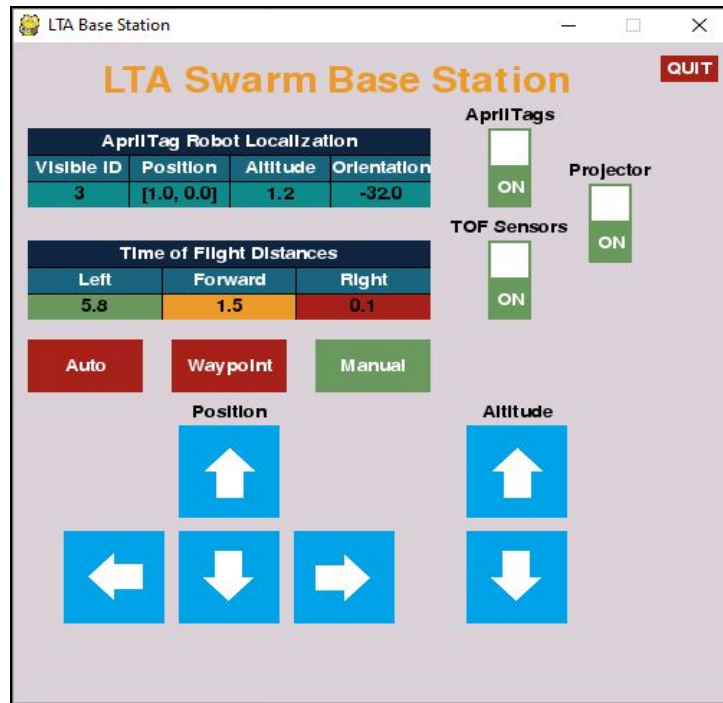 LTA Base Station
LTA Swarm Base Station
QUIT
AprilTags
AprilTag Robot Localization
Visible ID Position Altitude Orientation
3 [1.0, 0.0] 1.2 -32.0
ON
Projector
ON
TOF Sensors
Time of Flight Distances
Left Forward Right
5.8 1.5 0.1
ON
Auto Waypoint Manual
Position Altitude